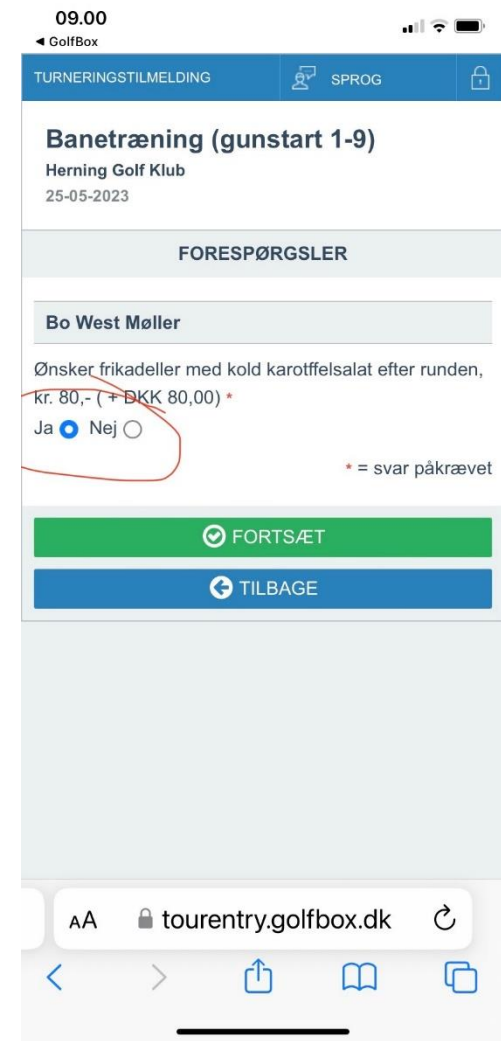 09.00
◄ GolfBox
TURNERINGSTILMELDING
SPROG
Banetræning (gunstart 1-9)
Herning Golf Klub
25-05-2023
FORESPØRGSLER
Bo West Møller
Ønsker frikadeller med kold karotffelsalat efter runden,
kr. 80,- ( + DKK 80,00) *
Ja Nej
* = svar påkrævet
FORTSÆT
TILBAGE
AA tourentry.golfbox.dk